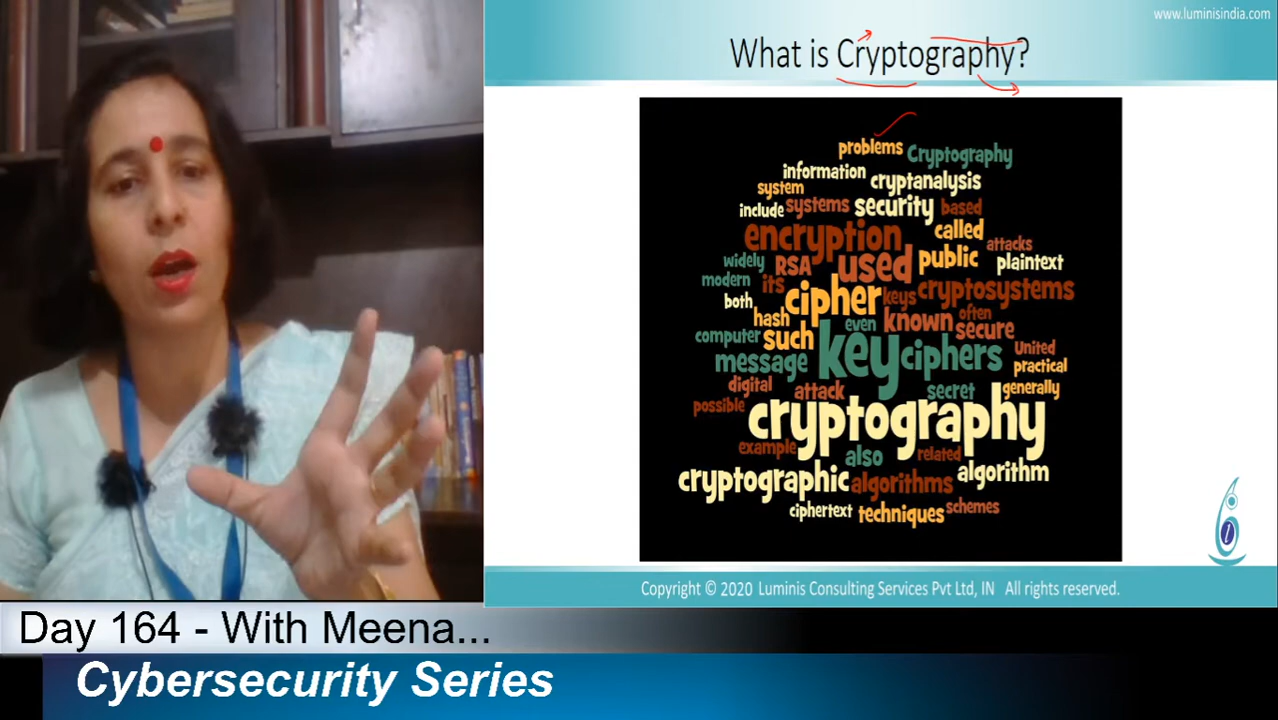 www.luminisindia.com
What is Cryptography?
problems Cryptography
information cryptanalysis
system
include systems security based
encryption called
attacks
widely RSA used public plaintext
modern its
both cipher keys cryptosystems
hash even known often
computer such secure
message key ciphers United
practical
digital attack secret generally
possible cryptography
example also related
cryptographic algorithms algorithm
ciphertext techniques schemes
Copyright © 2020 Luminis Consulting Services Pvt Ltd, IN All rights reserved.
Day 164 - With Meena...
Cybersecurity Series